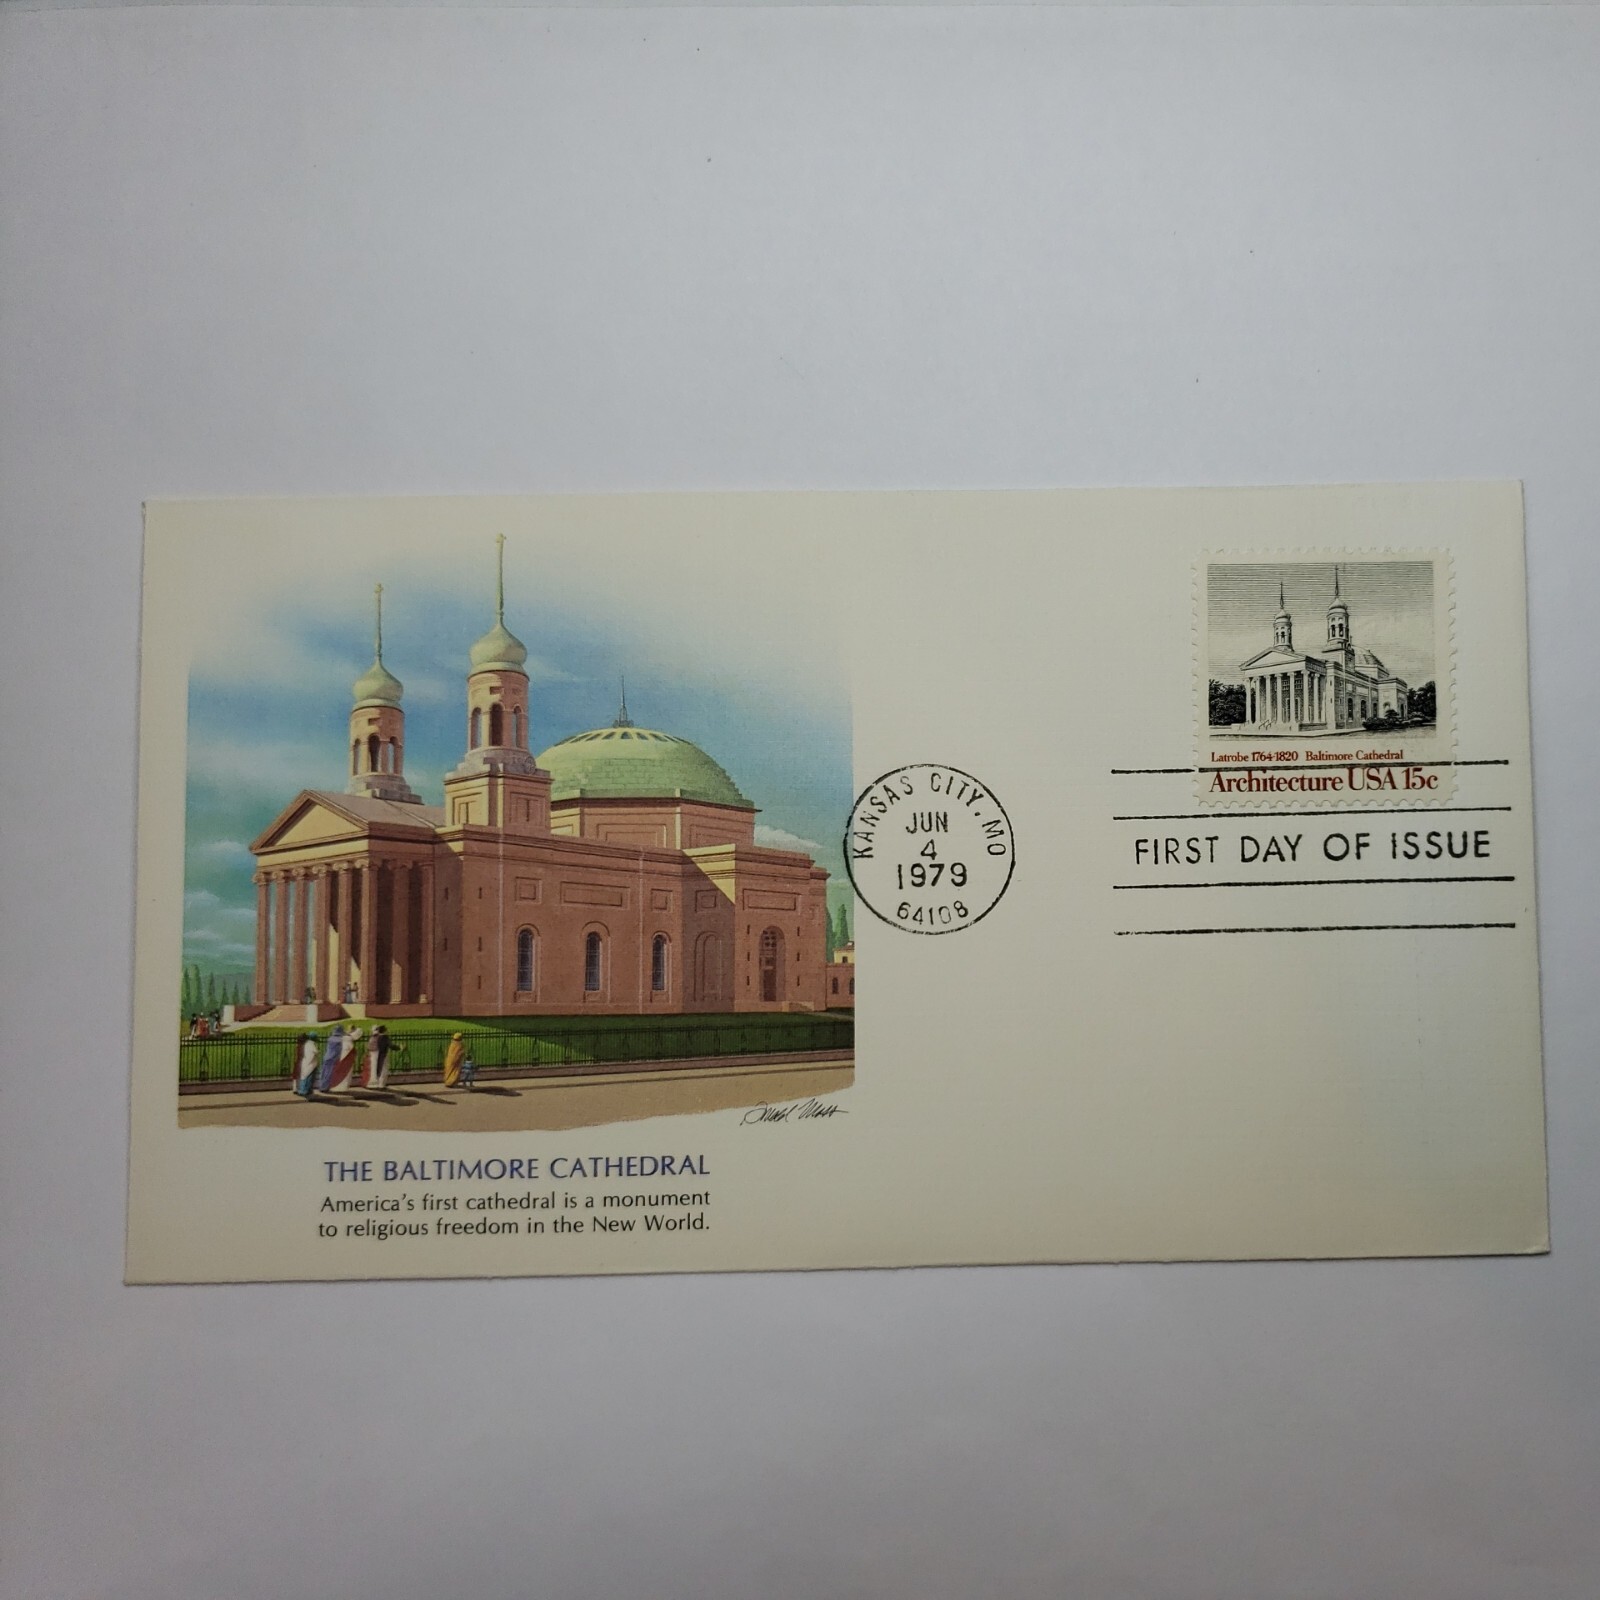 Latrobe 1764-1820 Baltimore Cathedral
Architecture USA 15c
KANSAS CITY, MO
JUN
4
1979
64108
FIRST DAY OF ISSUE
THE BALTIMORE CATHEDRAL
America's first cathedral is a monument
to religious freedom in the New World.